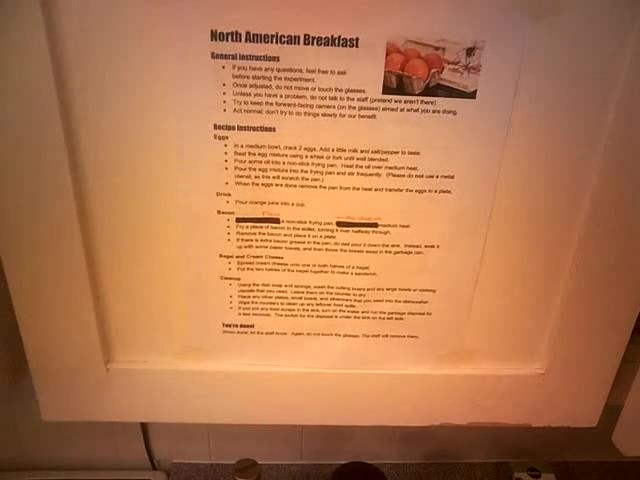 North American Breakfast
General Instructions
If you have any questions, feel free to ask
before starting the experiment.
Once adjusted, do not move or touch the glasses.
Unless you have a problem, do not talk to the staff (pretend we aren't there)
Try to keep the forward-facing camera (on the glasses) aimed at what you are doing.
Act normal; don't try to do things slowly for our benefit.
Recipe Instructions
Eggs
In a medium bowl, crack 2 eggs. Add a little milk and salt/pepper to taste.
Beat the egg mixture using a whisk or fork until well blended.
Pour some oil into a non-stick frying pan. Heat the oil over medium heat.
Pour the egg mixture into the frying pan and stir frequently. (Please do not use a metal
utensil, as this will scratch the pan.)
When the eggs are done remove the pan from the heat and transfer the eggs to a plate.
Drink
Pour orange juice into a cup.
Bacon
a non-stick frying pan medium heat.
Fry a piece of bacon in the skillet, turning it over halfway through.
Remove the bacon and place it on a plate.
If there is extra bacon grease in the pan, do not pour it down the sink. Instead, soak it
up with some paper towels, and then throw the towels away in the garbage can.
Bagel and Cream Cheese
Spread cream cheese onto one or both halves of a bagel.
Put the two halves of the bagel together to make a sandwich.
Cleanup
Using the dish soap and sponge, wash the cutting board and any large bowls or cooking
utensils that you used. Leave them on the counter to dry.
Place any other plates, small bowls, and silverware that you used into the dishwasher.
Wipe the counters to clean up any leftover food spills.
If you put any food scraps in the sink, turn on the water and run the garbage disposal for
a few seconds. The switch for the disposal is under the sink on the left side.
You're done!
When done, let the staff know. Again, do not touch the glasses. The staff will remove them.